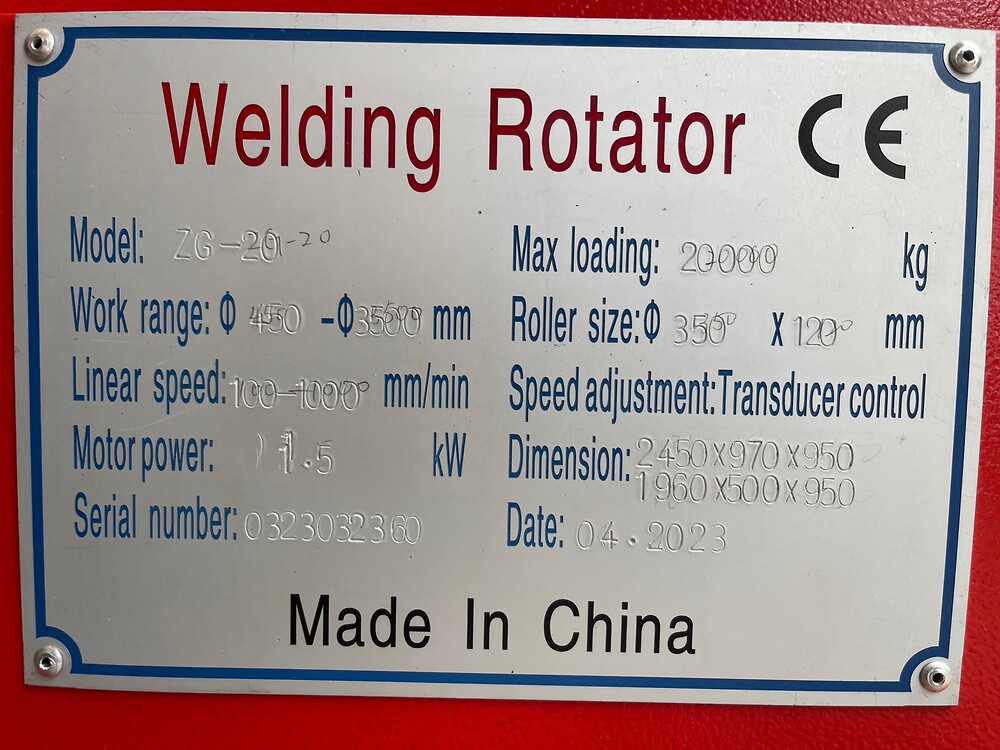 Welding Rotator CE
Model: ZG-20
Max loading: 20000 kg
Work range: Φ 450 -Φ3500 mm
Roller size:Φ 350 x 120 mm
Linear speed: 100-1000 mm/min
Speed adjustment:Transducer control
Motor power: 1.5 kW
Dimension: 2450x970x950
1960x500x950
Serial number: 0323032360
Date: 04.2023
Made In China